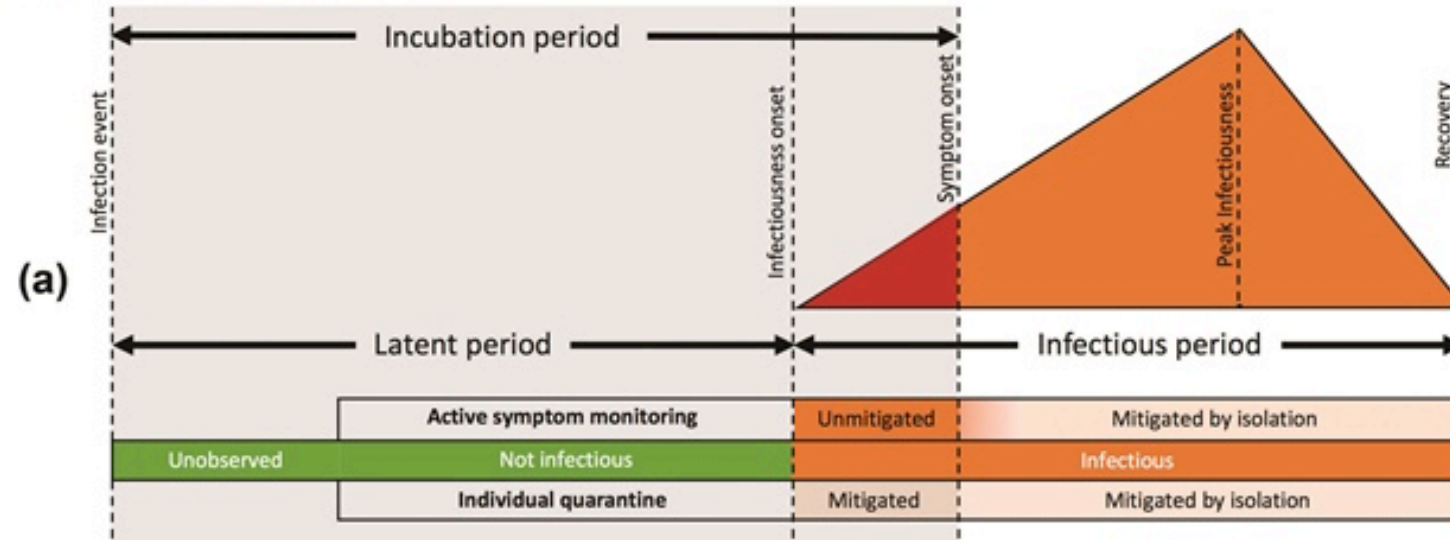 Incubation period
Infection event
Infectiousness onset
Symptom onset
Peak Infectiousness
Recovery
(a)
Latent period
Infectious period
Active symptom monitoring
Unmitigated
Mitigated by isolation
Unobserved
Not infectious
Infectious
Individual quarantine
Mitigated
Mitigated by isolation